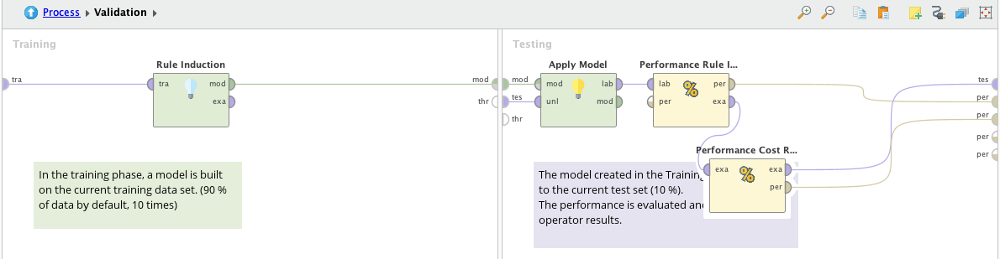 Process Validation
Training
Testing
Rule Induction
tra
tra
mod
exa
mod
thr
In the training phase, a model is built
on the current training data set. (90 %
of data by default, 10 times)
Apply Model
Performance Rule I...
mod
tes
thr
mod
unl
lab
mod
lab
per
per
exa
Performance Cost R...
exa
exa
per
tes
per
per
per
per
The model created in the Training
to the current test set (10 %).
The performance is evaluated and
operator results.